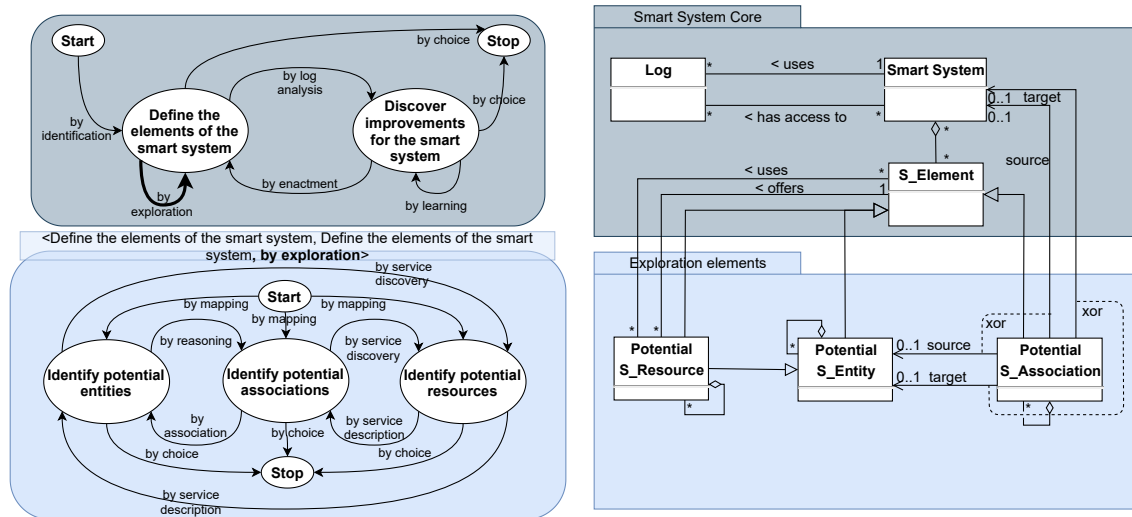 Start
by choice
Stop
by log
analysis
by choice
by
identification
Define the
elements of the
smart system
Discover
improvements
for the smart
system
by enactment
by
exploration
by learning
<Define the elements of the smart system, Define the elements of the smart
system, by exploration>
by service
discovery
Start
by mapping
by mapping
by mapping
by reasoning
by service
discovery
Identify potential
entities
Identify potential
associations
Identify potential
resources
by
association
by service
description
by choice
by choice
by choice
Stop
by service
description
Smart System Core
Log
* < uses 1
Smart System
* < has access to *
0..1 target
0..1
*
source
< uses *
< offers 1
S_Element
Exploration elements
xor
xor
* *
*
Potential
S_Resource
*
Potential
S_Entity
0..1 source
0..1 target
Potential
S_Association
*